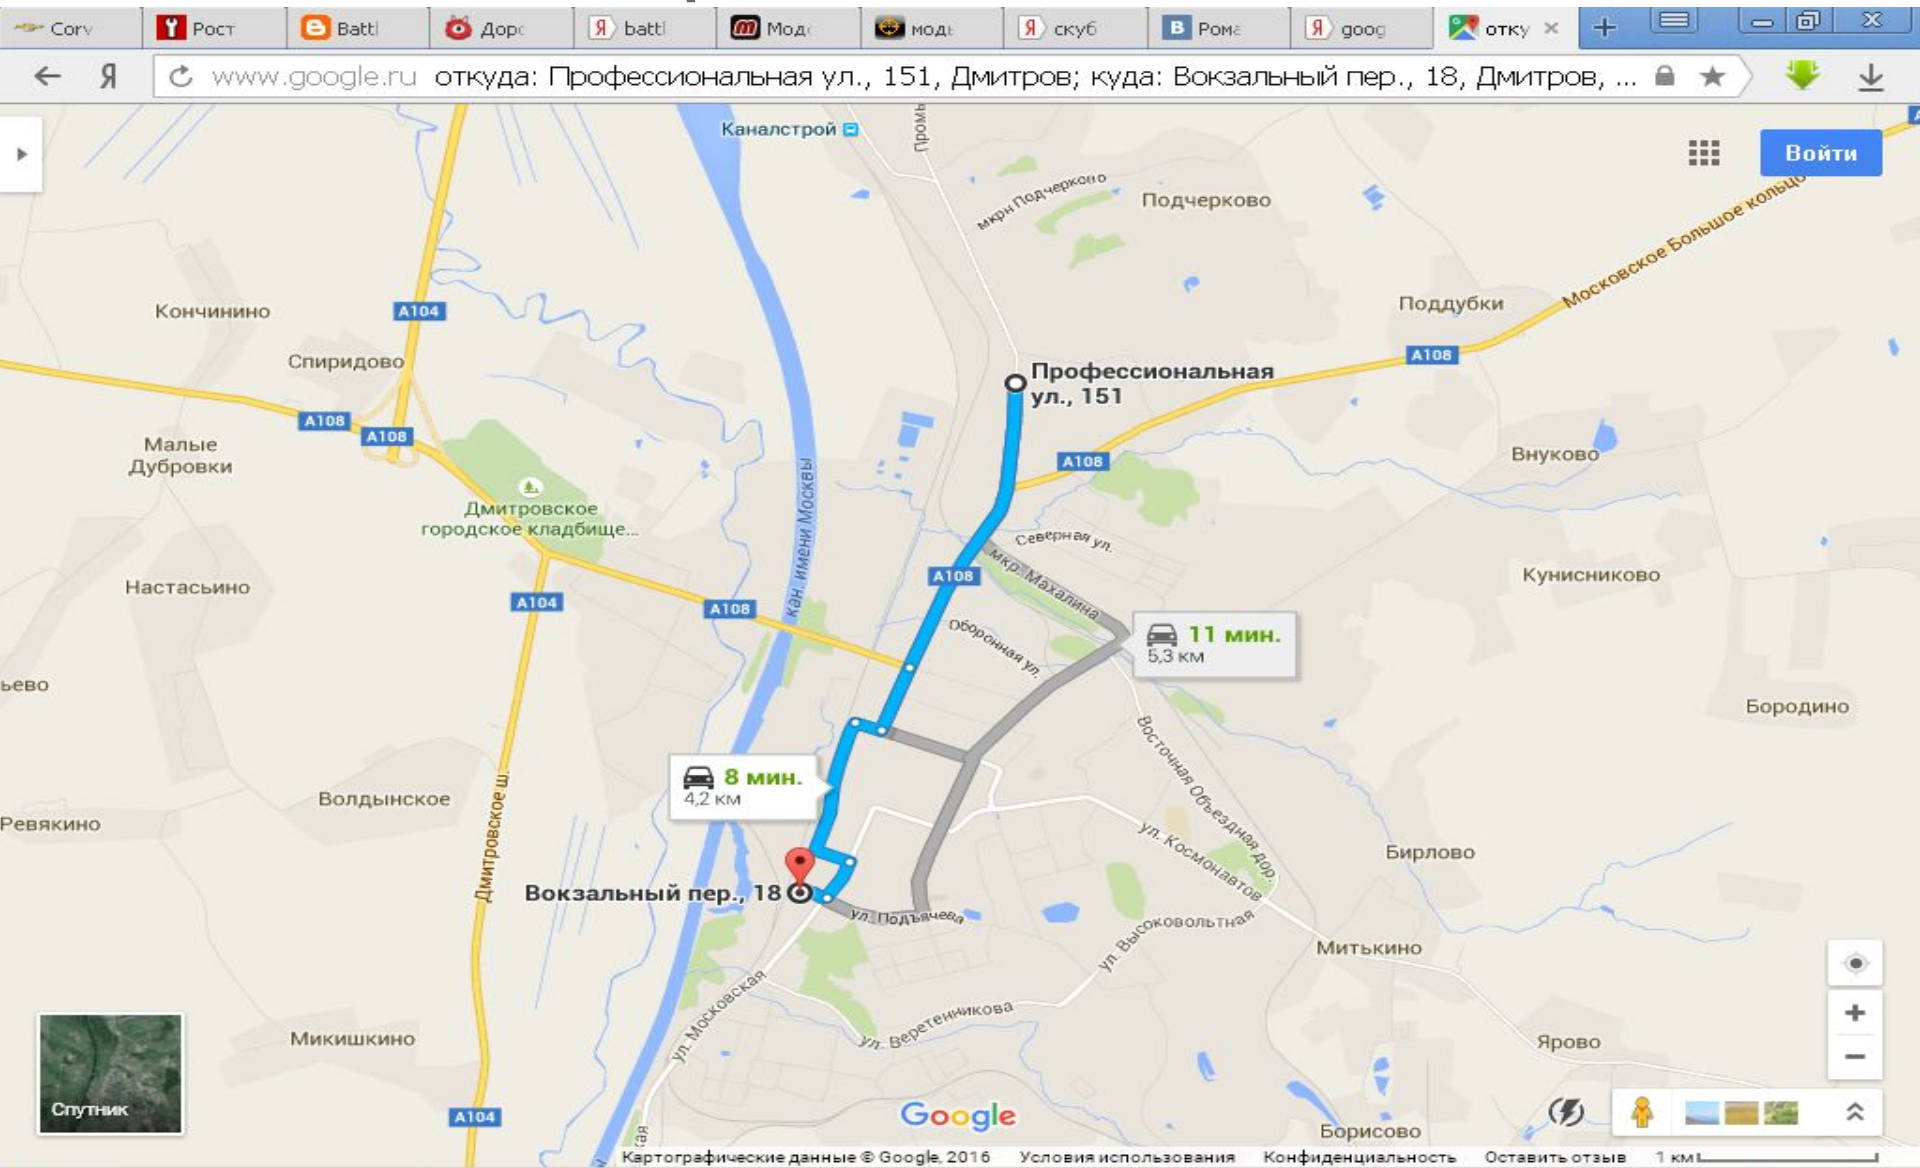 Corv
Рост
Battl
Дорс
battl
Модс
модь
скуб
Рома
goog
отку
www.google.ru откуда: Профессиональная ул., 151, Дмитров; куда: Вокзальный пер., 18, Дмитров, ...
Каналстрой
Промы
Войти
мкрн Подчерково
Подчерково
Московское Большое кольцо
Кончинино
А104
Поддубки
Спиридово
А108
Профессиональная
ул., 151
А108
А108
Малые
Дубровки
А108
Внуково
Дмитровское
городское кладбище...
кан. имени Москвы
Северная ул.
мкр. Махалина
А108
Настасьино
Кунисниково
А104
А108
Оборонная ул.
11 мин.
5,3 км
ьево
Бородино
Восточная Объездная дор.
8 мин.
4,2 км
Волдынское
Дмитровское ш.
Ревякино
ул. Космонавтов
Бирлово
Вокзальный пер., 18
ул. Подъячева
ул. Высоковольтная
Митькино
ул. Московская
ул. Веретенникова
Микишкино
Ярово
Спутник
А104
Google
Борисово
кая
Картографические данные © Google, 2016 Условия использования Конфиденциальность Оставить отзыв 1 км